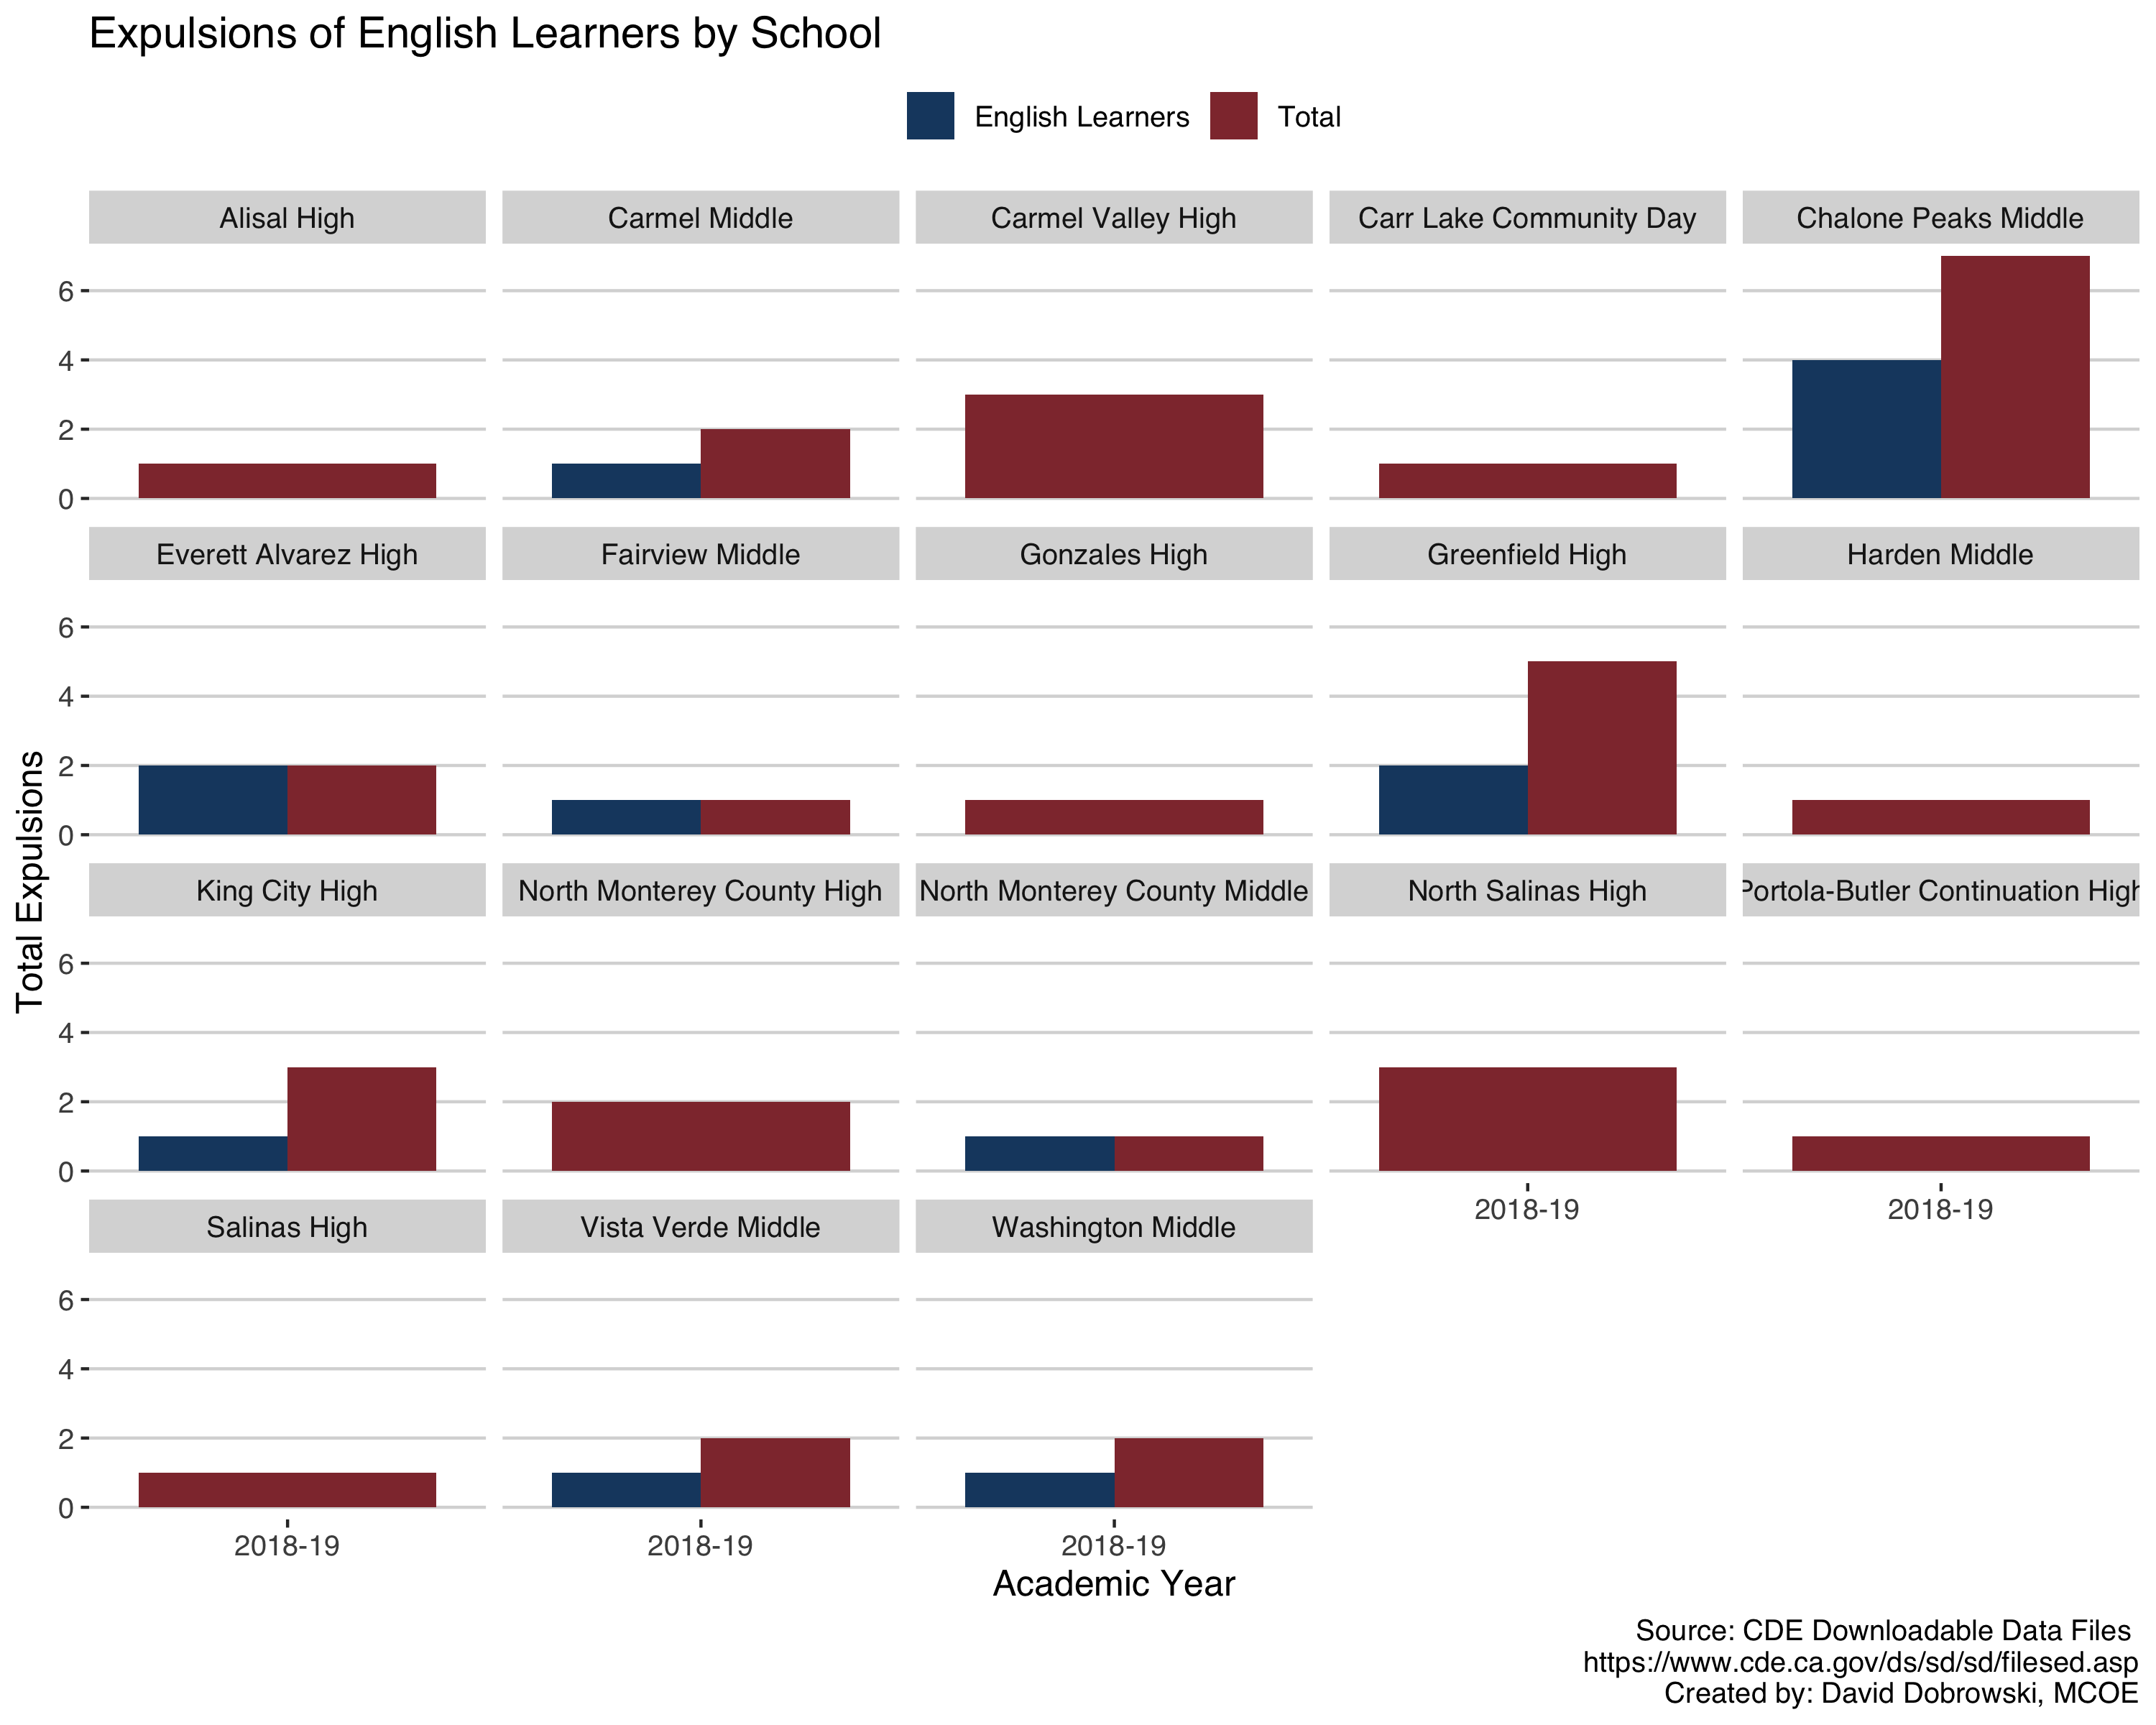 Expulsions of English Learners by School
English Learners Total
Alisal High Carmel Middle Carmel Valley High Carr Lake Community Day Chalone Peaks Middle
6
4
2
0
Everett Alvarez High Fairview Middle Gonzales High Greenfield High Harden Middle
6
4
2
0
Total Expulsions
King City High North Monterey County High North Monterey County Middle North Salinas High Portola-Butler Continuation High
6
4
2
0
2018-19 2018-19
Salinas High Vista Verde Middle Washington Middle
6
4
2
0
2018-19 2018-19 2018-19
Academic Year
Source: CDE Downloadable Data Files
https://www.cde.ca.gov/ds/sd/sd/filesed.asp
Created by: David Dobrowski, MCOE